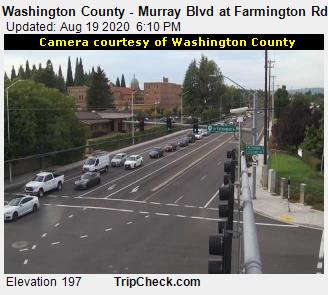 Washington County - Murray Blvd at Farmington Rd
Updated: Aug 19 2020 6:10 PM
Camera courtesy of Washington County
Elevation 197 TripCheck.com